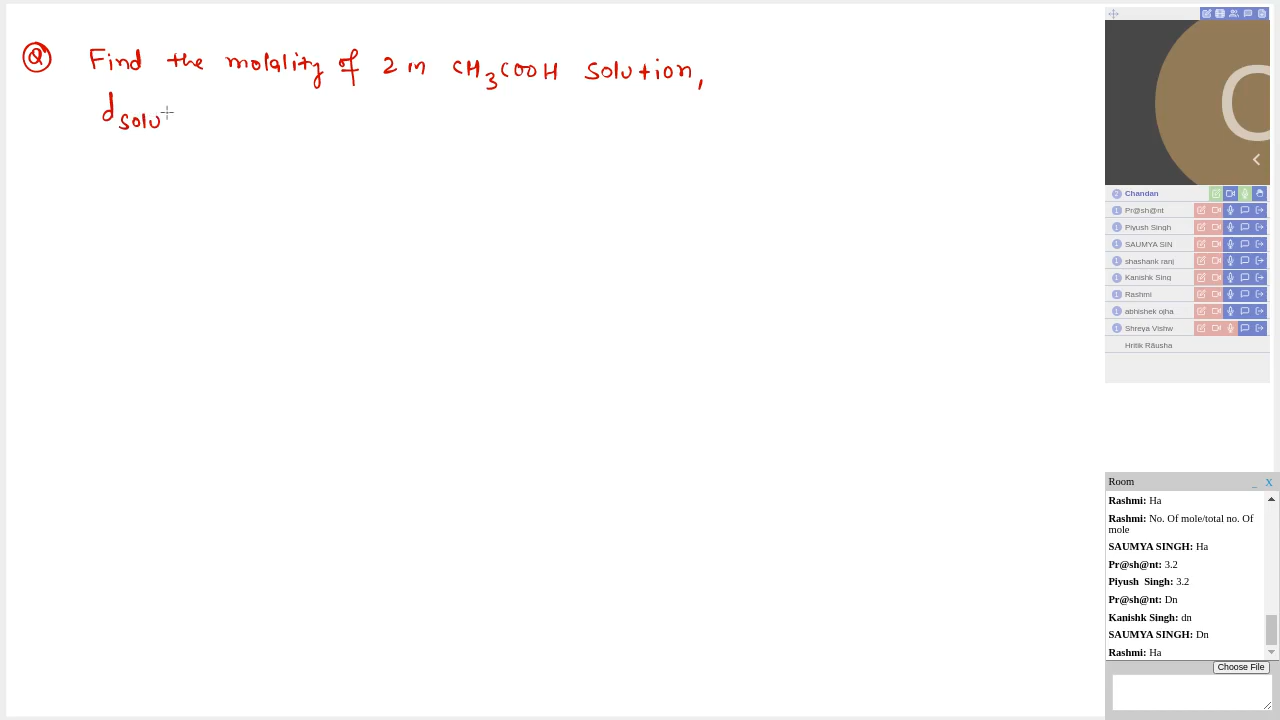 Q Find the molality of 2 m CH3COOH Solution,
dsolu
C
Chandan
Pr@sh@nt
Piyush Singh
SAUMYA SIN
shashank ranj
Kanishk Sing
Rashmi
abhishek ojha
Shreya Vishw
Hritik Räusha
Room
_ X
Rashmi: Ha
Rashmi: No. Of mole/total no. Of
mole
SAUMYA SINGH: Ha
Pr@sh@nt: 3.2
Piyush Singh: 3.2
Pr@sh@nt: Dn
Kanishk Singh: dn
SAUMYA SINGH: Dn
Rashmi: Ha
Choose File